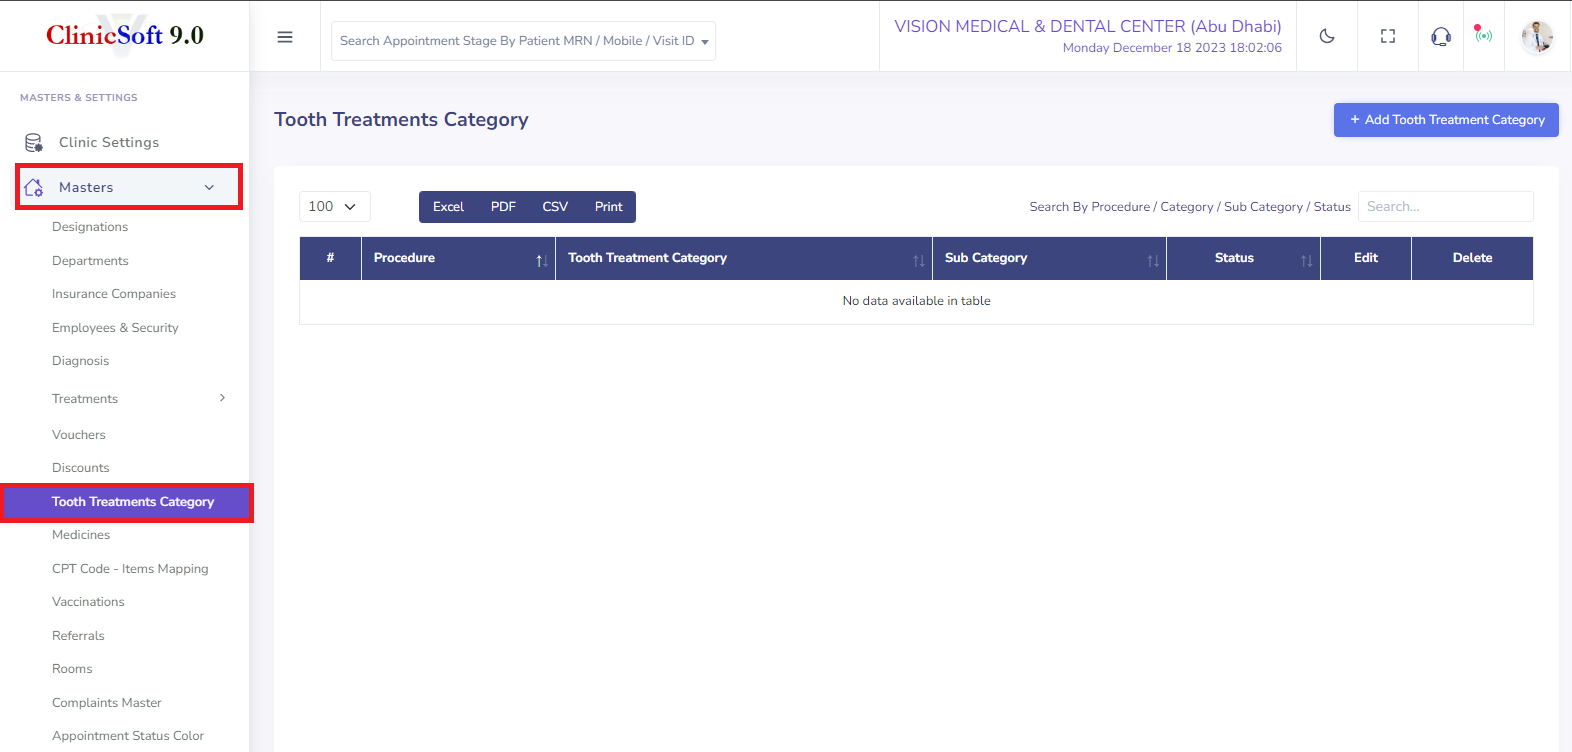 ClinicSoft 9.0
Search Appointment Stage By Patient MRN / Mobile / Visit ID
VISION MEDICAL & DENTAL CENTER (Abu Dhabi)
Monday December 18 2023 18:02:06
MASTERS & SETTINGS
Clinic Settings
Masters
Designations
Departments
Insurance Companies
Employees & Security
Diagnosis
Treatments
Vouchers
Discounts
Tooth Treatments Category
Medicines
CPT Code - Items Mapping
Vaccinations
Referrals
Rooms
Complaints Master
Appointment Status Color
Tooth Treatments Category
+ Add Tooth Treatment Category
100
Excel PDF CSV Print
Search By Procedure / Category / Sub Category / Status Search...
# Procedure Tooth Treatment Category Sub Category Status Edit Delete
No data available in table